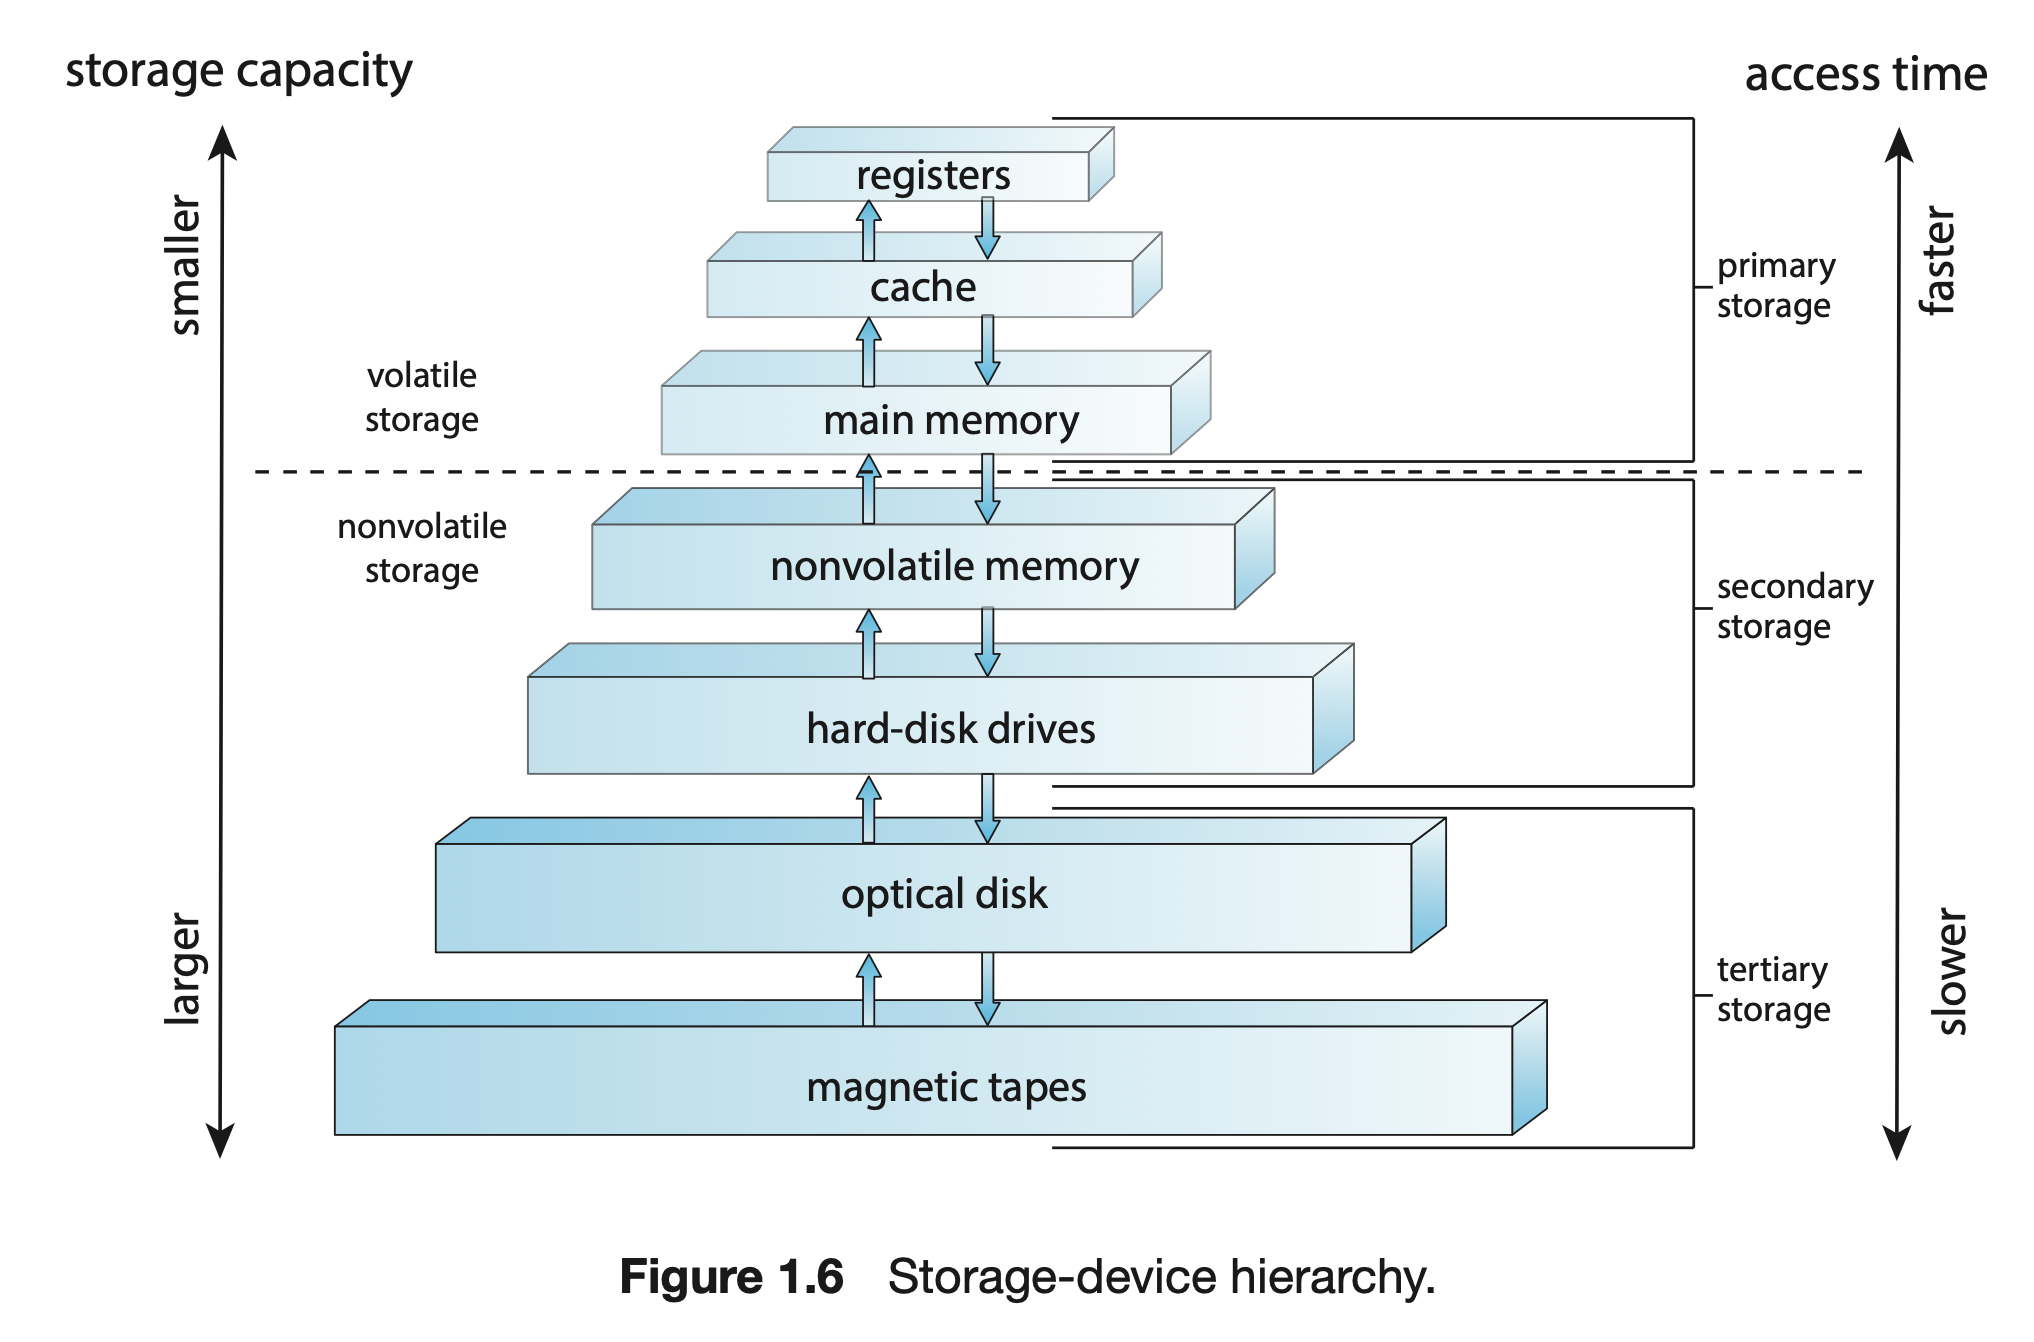 storage capacity
access time
smaller
larger
volatile
storage
nonvolatile
storage
registers
cache
main memory
nonvolatile memory
hard-disk drives
optical disk
magnetic tapes
primary
storage
secondary
storage
tertiary
storage
faster
slower
Figure 1.6 Storage-device hierarchy.